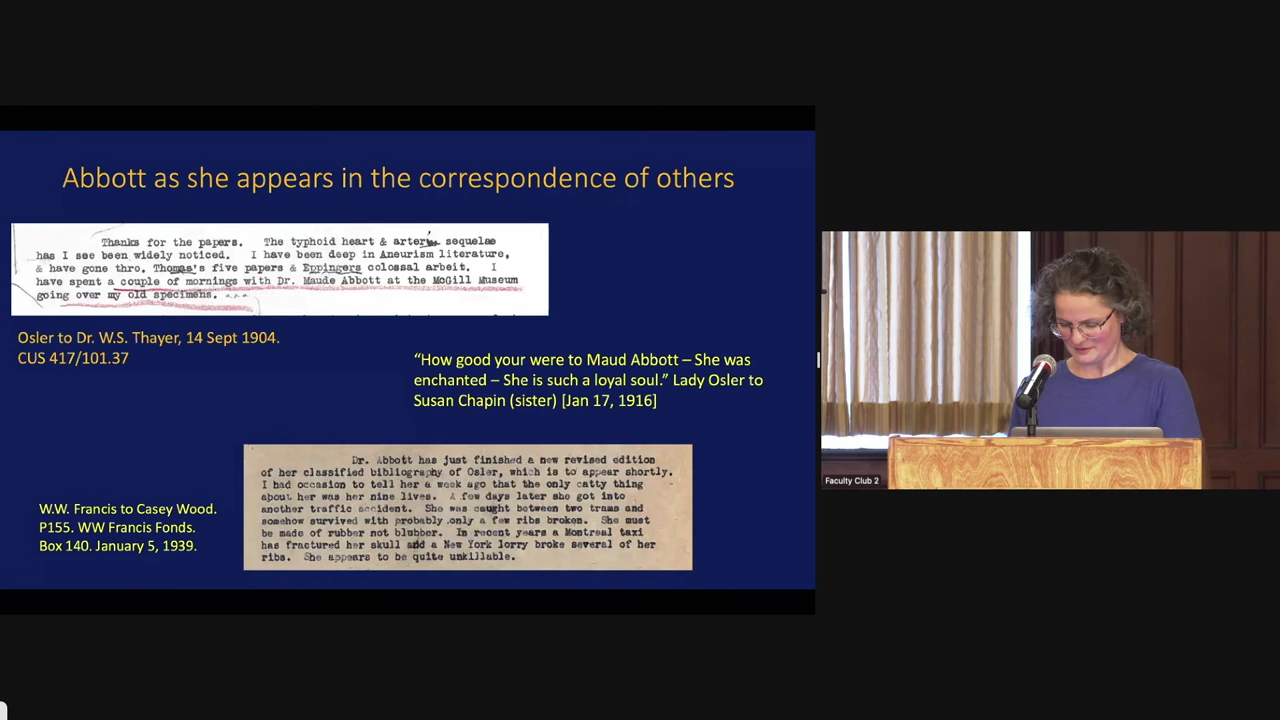 Abbott as she appears in the correspondence of others
Thanks for the papers. The typhoid heart & arter sequelae
has I see been widely noticed. I have been deep in Aneurism literature,
& have gone thro. Thomas's five papers & Eppingers colossal arbeit. I
have spent a couple of mornings with Dr. Maude Abbott at the McGill Museum
going over my old specimens.
Osler to Dr. W.S. Thayer, 14 Sept 1904.
CUS 417/101.37
“How good your were to Maud Abbott – She was
enchanted – She is such a loyal soul.” Lady Osler to
Susan Chapin (sister) [Jan 17, 1916]
Dr. Abbott has just finished a new revised edition
of her classified bibliography of Osler, which is to appear shortly.
I had occasion to tell her a week ago that the only catty thing
about her was her nine lives. A few days later she got into
another traffic accident. She was caught between two trams and
somehow survived with probably only a few ribs broken. She must
be made of rubber not blubber. In recent years a Montreal taxi
has fractured her skull and a New York lorry broke several of her
ribs. She appears to be quite unkillable.
W.W. Francis to Casey Wood.
P155. WW Francis Fonds.
Box 140. January 5, 1939.
Faculty Club 2